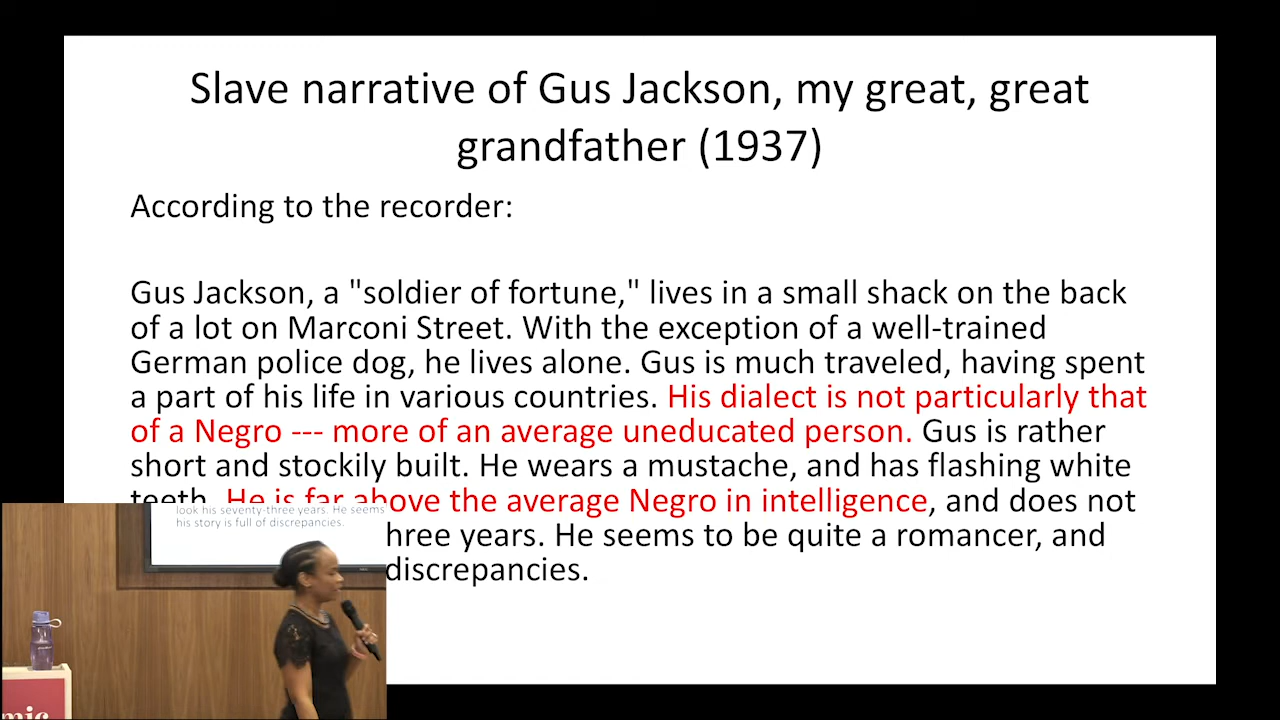 Slave narrative of Gus Jackson, my great, great
grandfather (1937)
According to the recorder:
Gus Jackson, a "soldier of fortune," lives in a small shack on the back
of a lot on Marconi Street. With the exception of a well-trained
German police dog, he lives alone. Gus is much traveled, having spent
a part of his life in various countries. His dialect is not particularly that
of a Negro --- more of an average uneducated person. Gus is rather
short and stockily built. He wears a mustache, and has flashing white
teeth. He is far above the average Negro in intelligence, and does not
hree years. He seems to be quite a romancer, and
discrepancies.
look his seventy-three years. He seems
his story is full of discrepancies.
mic